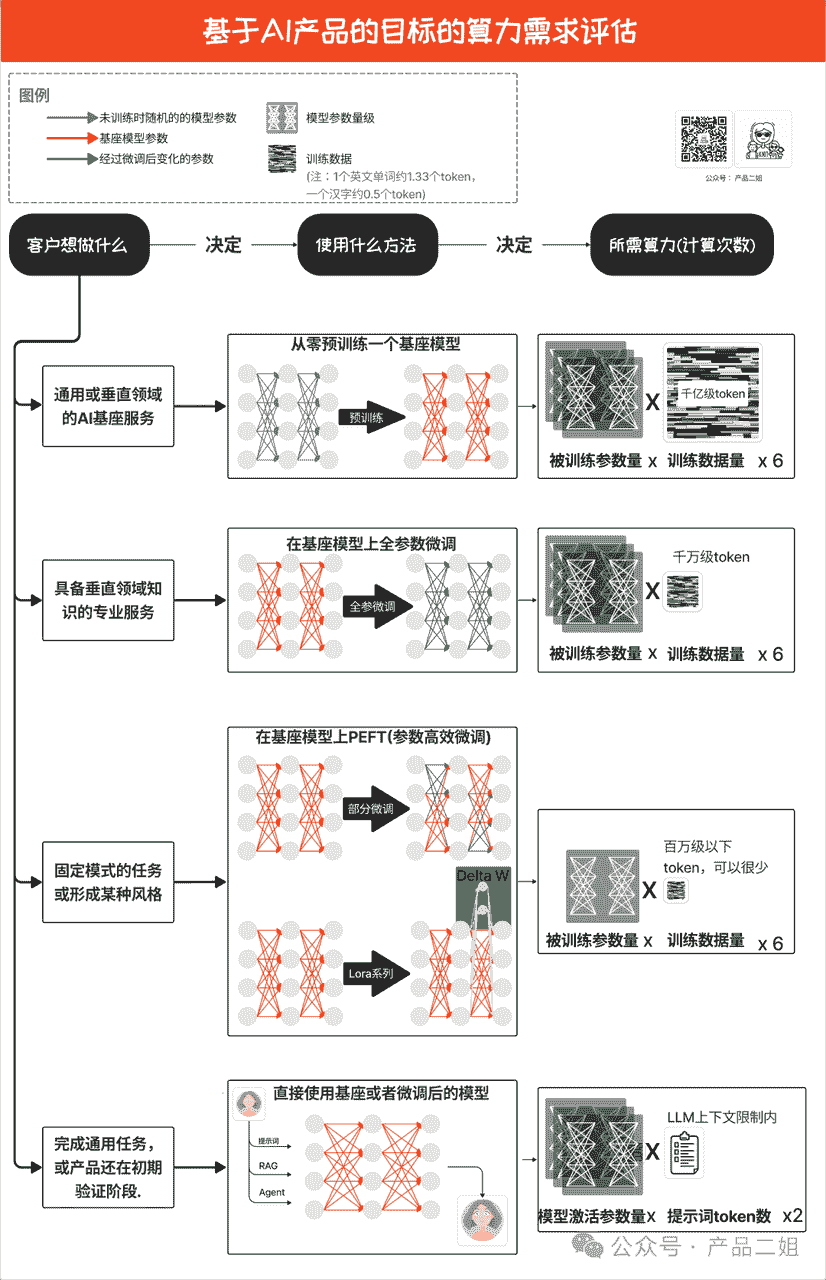 基于AI产品的目标的算力需求评估
图例
未训练时随机的的模型参数
基座模型参数
经过微调后变化的参数
模型参数量级
训练数据
(注：1个英文单词约1.33个token，
一个汉字约0.5个token)
公众号：产品二姐
客户想做什么
决定
使用什么方法
决定
所需算力(计算次数)
通用或垂直领域
的AI基座服务
从零预训练一个基座模型
预训练
X
千亿级token
被训练参数量 x 训练数据量 x 6
具备垂直领域知
识的专业服务
在基座模型上全参数微调
全参微调
X
千万级token
被训练参数量 x 训练数据量 x 6
固定模式的任务
或形成某种风格
在基座模型上PEFT(参数高效微调)
部分微调
Delta W
Lora系列
X
百万级以下
token，可以很少
被训练参数量 x 训练数据量 x 6
完成通用任务，
或产品还在初期
验证阶段.
直接使用基座或者微调后的模型
提示词
RAG
Agent
X
LLM上下文限制内
模型激活参数量x 提示词token数 x2
公众号·产品二姐